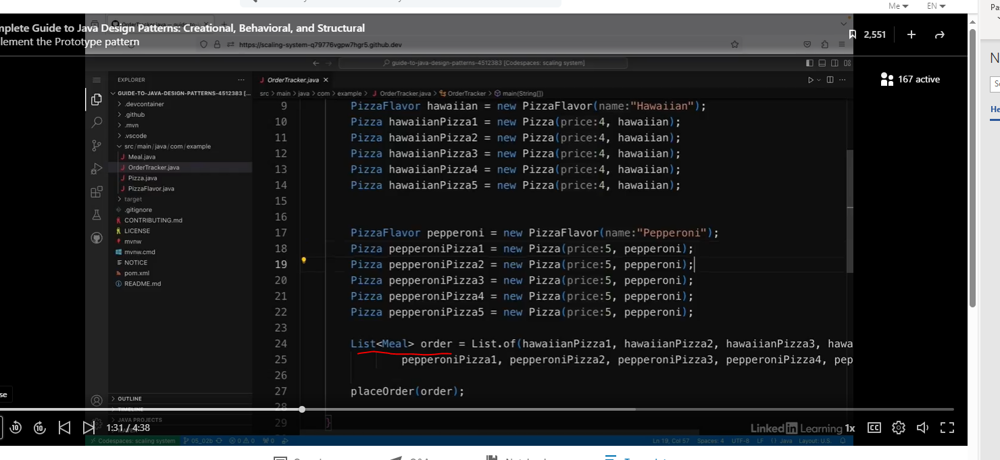 Me EN
mplete Guide to Java Design Patterns: Creational, Behavioral, and Structural
lement the Prototype pattern
2,551
https://scaling-system-q79776vgpw7hgr5.github.dev
guide-to-java-design-patterns-4512383 [Codespaces: scaling system]
167 active
EXPLORER
GUIDE-TO-JAVA-DESIGN-PATTERNS-4512383 [...
.devcontainer
.github
.mvn
.vscode
src/main/java/com/example
Meal.java
OrderTracker.java
Pizza.java
PizzaFlavor.java
target
.gitignore
CONTRIBUTING.md
LICENSE
mvnw
mvnw.cmd
NOTICE
pom.xml
README.md
OUTLINE
TIMELINE
JAVA PROJECTS
MAVEN
OrderTracker.java
src > main > java > com > example > OrderTracker.java > OrderTracker > main(String[])
9 PizzaFlavor hawaiian = new PizzaFlavor(name:"Hawaiian");
10 Pizza hawaiianPizza1 = new Pizza(price:4, hawaiian);
11 Pizza hawaiianPizza2 = new Pizza(price:4, hawaiian);
12 Pizza hawaiianPizza3 = new Pizza(price:4, hawaiian);
13 Pizza hawaiianPizza4 = new Pizza(price:4, hawaiian);
14 Pizza hawaiianPizza5 = new Pizza(price:4, hawaiian);
15
16
17 PizzaFlavor pepperoni = new PizzaFlavor(name:"Pepperoni");
18 Pizza pepperoniPizza1 = new Pizza(price:5, pepperoni);
19 Pizza pepperoniPizza2 = new Pizza(price:5, pepperoni);
20 Pizza pepperoniPizza3 = new Pizza(price:5, pepperoni);
21 Pizza pepperoniPizza4 = new Pizza(price:5, pepperoni);
22 Pizza pepperoniPizza5 = new Pizza(price:5, pepperoni);
23
24 List<Meal> order = List.of(hawaiianPizza1, hawaiianPizza2, hawaiianPizza3, hawa
25 pepperoniPizza1, pepperoniPizza2, pepperoniPizza3, pepperoniPizza4, pep
26
27 placeOrder(order);
28
29 }
se
10 10 1:31 / 4:38
LinkedIn Learning 1x
CC
Codespaces: scaling system 05_02b 0 0 0
Ln 19, Col 57 Spaces: 4 UTF-8 LF {} Java Layout: U.S.
Pa
N
S
He